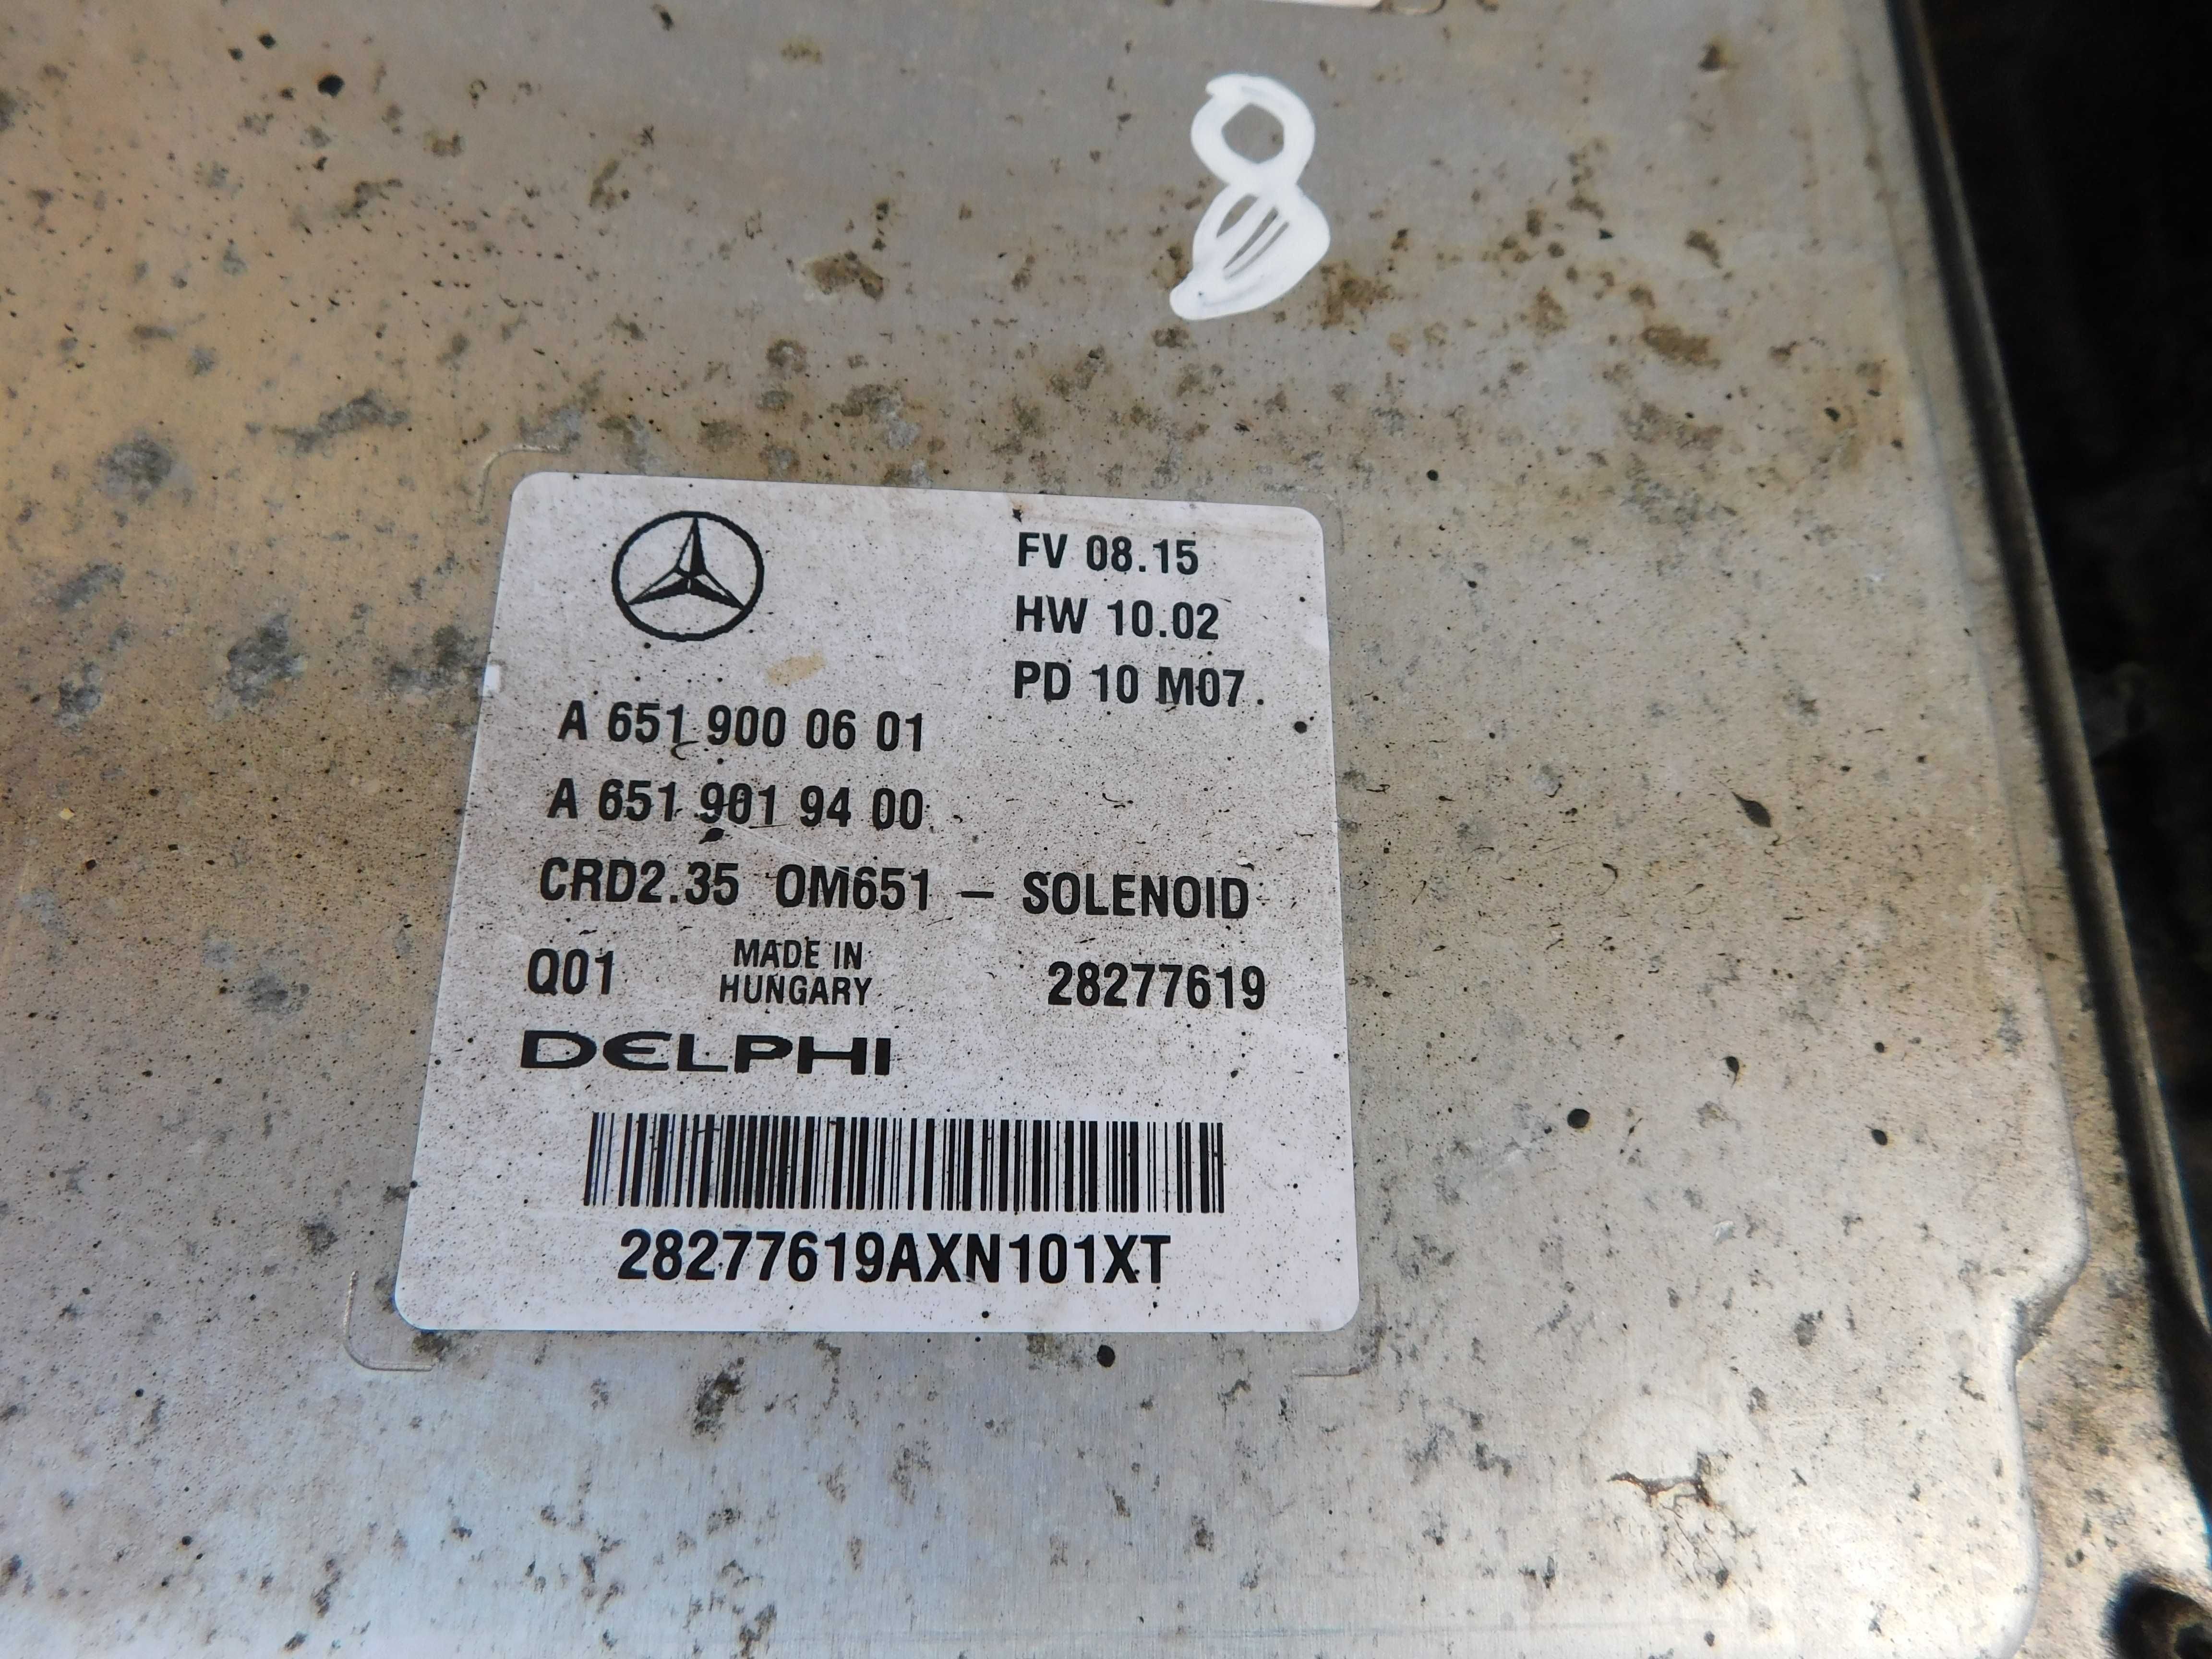 8
FV 08.15
HW 10.02
PD 10 M07.
A 651 900 06 01
A 651 901 94 00
CRD2.35 OM651 – SOLENOID
Q01 MADE IN HUNGARY 28277619
DELPHI
28277619AXN101XT